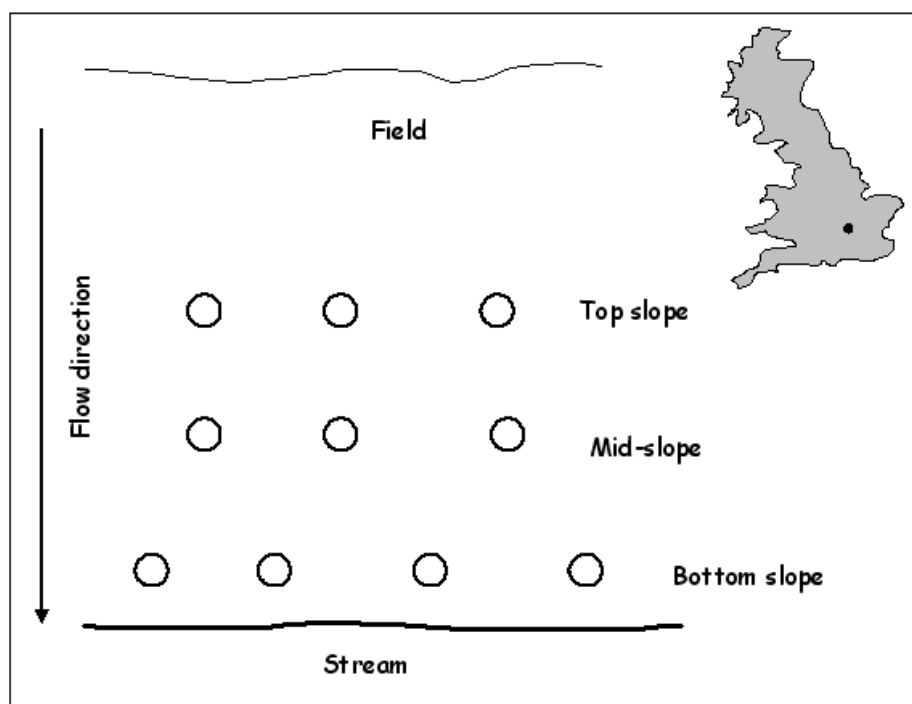 Field
Flow direction
Top slope
Mid-slope
Bottom slope
Stream